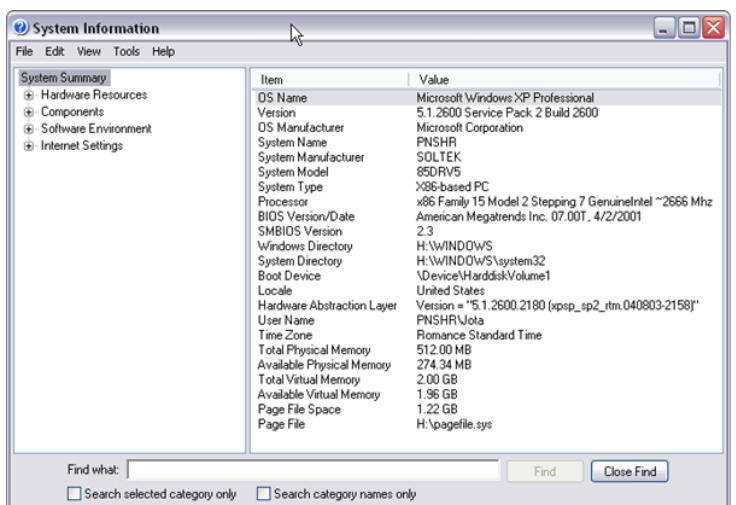 System Information
File Edit View Tools Help
System Summary
Hardware Resources
Components
Software Environment
Internet Settings
Item Value
OS Name Microsoft Windows XP Professional
Version 5.1.2600 Service Pack 2 Build 2600
OS Manufacturer Microsoft Corporation
System Name PNSHR
System Manufacturer SOLTEK
System Model 85DRV5
System Type X86-based PC
Processor x86 Family 15 Model 2 Stepping 7 GenuineIntel ~2666 Mhz
BIOS Version/Date American Megatrends Inc. 07.00T, 4/2/2001
SMBIOS Version 2.3
Windows Directory H:\WINDOWS
System Directory H:\WINDOWS\system32
Boot Device \Device\HarddiskVolume1
Locale United States
Hardware Abstraction Layer Version = "5.1.2600.2180 (xpsp_sp2_rtm.040803-2158)"
User Name PNSHR\Jota
Time Zone Romance Standard Time
Total Physical Memory 512.00 MB
Available Physical Memory 274.34 MB
Total Virtual Memory 2.00 GB
Available Virtual Memory 1.96 GB
Page File Space 1.22 GB
Page File H:\pagefile.sys
Find what: Find Close Find
Search selected category only Search category names only